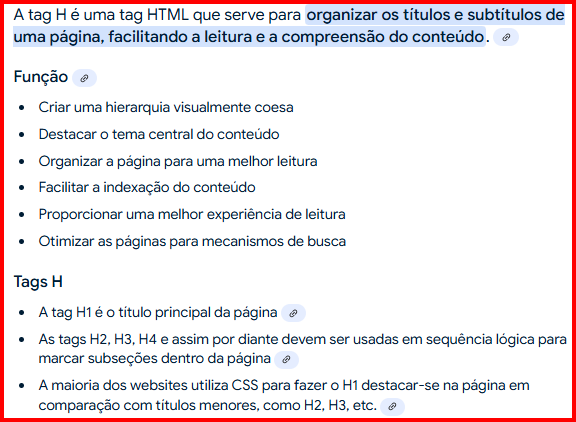 A tag H é uma tag HTML que serve para organizar os títulos e subtítulos de
uma página, facilitando a leitura e a compreensão do conteúdo.
Função
• Criar uma hierarquia visualmente coesa
• Destacar o tema central do conteúdo
• Organizar a página para uma melhor leitura
• Facilitar a indexação do conteúdo
• Proporcionar uma melhor experiência de leitura
• Otimizar as páginas para mecanismos de busca
Tags H
• A tag H1 é o título principal da página
• As tags H2, H3, H4 e assim por diante devem ser usadas em sequência lógica para
marcar subseções dentro da página
• A maioria dos websites utiliza CSS para fazer o H1 destacar-se na página em
comparação com títulos menores, como H2, H3, etc.